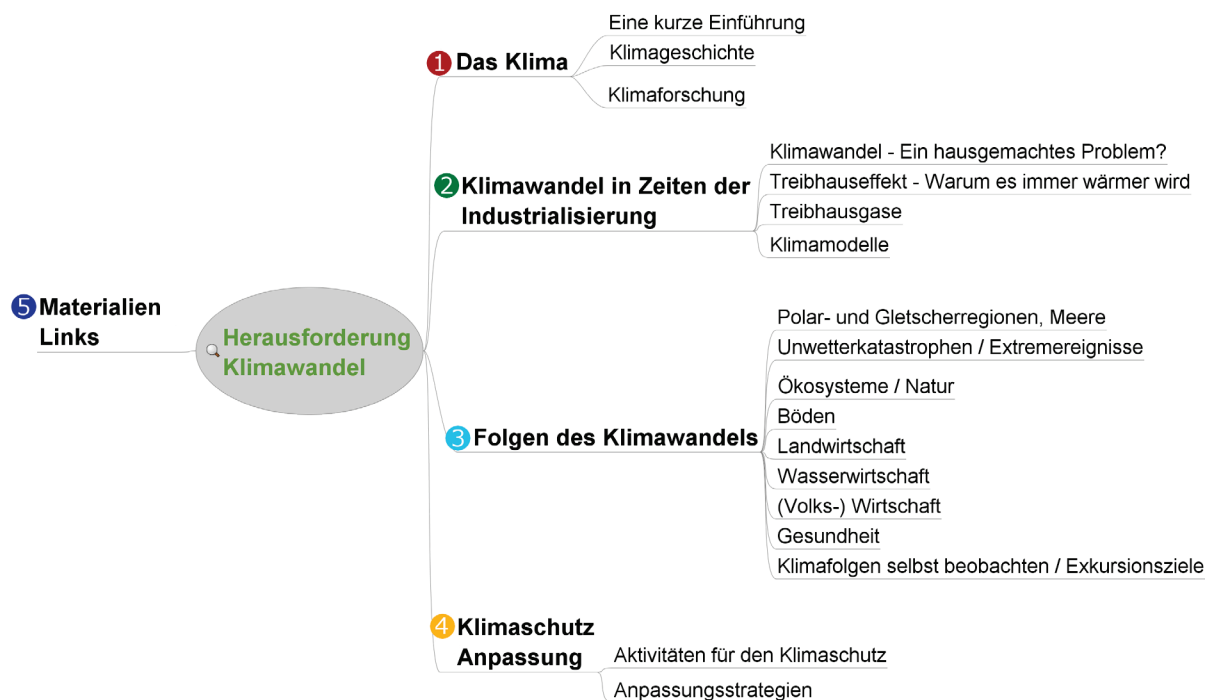 Eine kurze Einführung
1 Das Klima
Klimageschichte
Klimaforschung
2 Klimawandel in Zeiten der
Industrialisierung
Klimawandel - Ein hausgemachtes Problem?
Treibhauseffekt - Warum es immer wärmer wird
Treibhausgase
Klimamodelle
5 Materialien
Links
Herausforderung
Klimawandel
3 Folgen des Klimawandels
Polar- und Gletscherregionen, Meere
Unwetterkatastrophen / Extremereignisse
Ökosysteme / Natur
Böden
Landwirtschaft
Wasserwirtschaft
(Volks-) Wirtschaft
Gesundheit
Klimafolgen selbst beobachten / Exkursionsziele
4 Klimaschutz
Anpassung
Aktivitäten für den Klimaschutz
Anpassungsstrategien